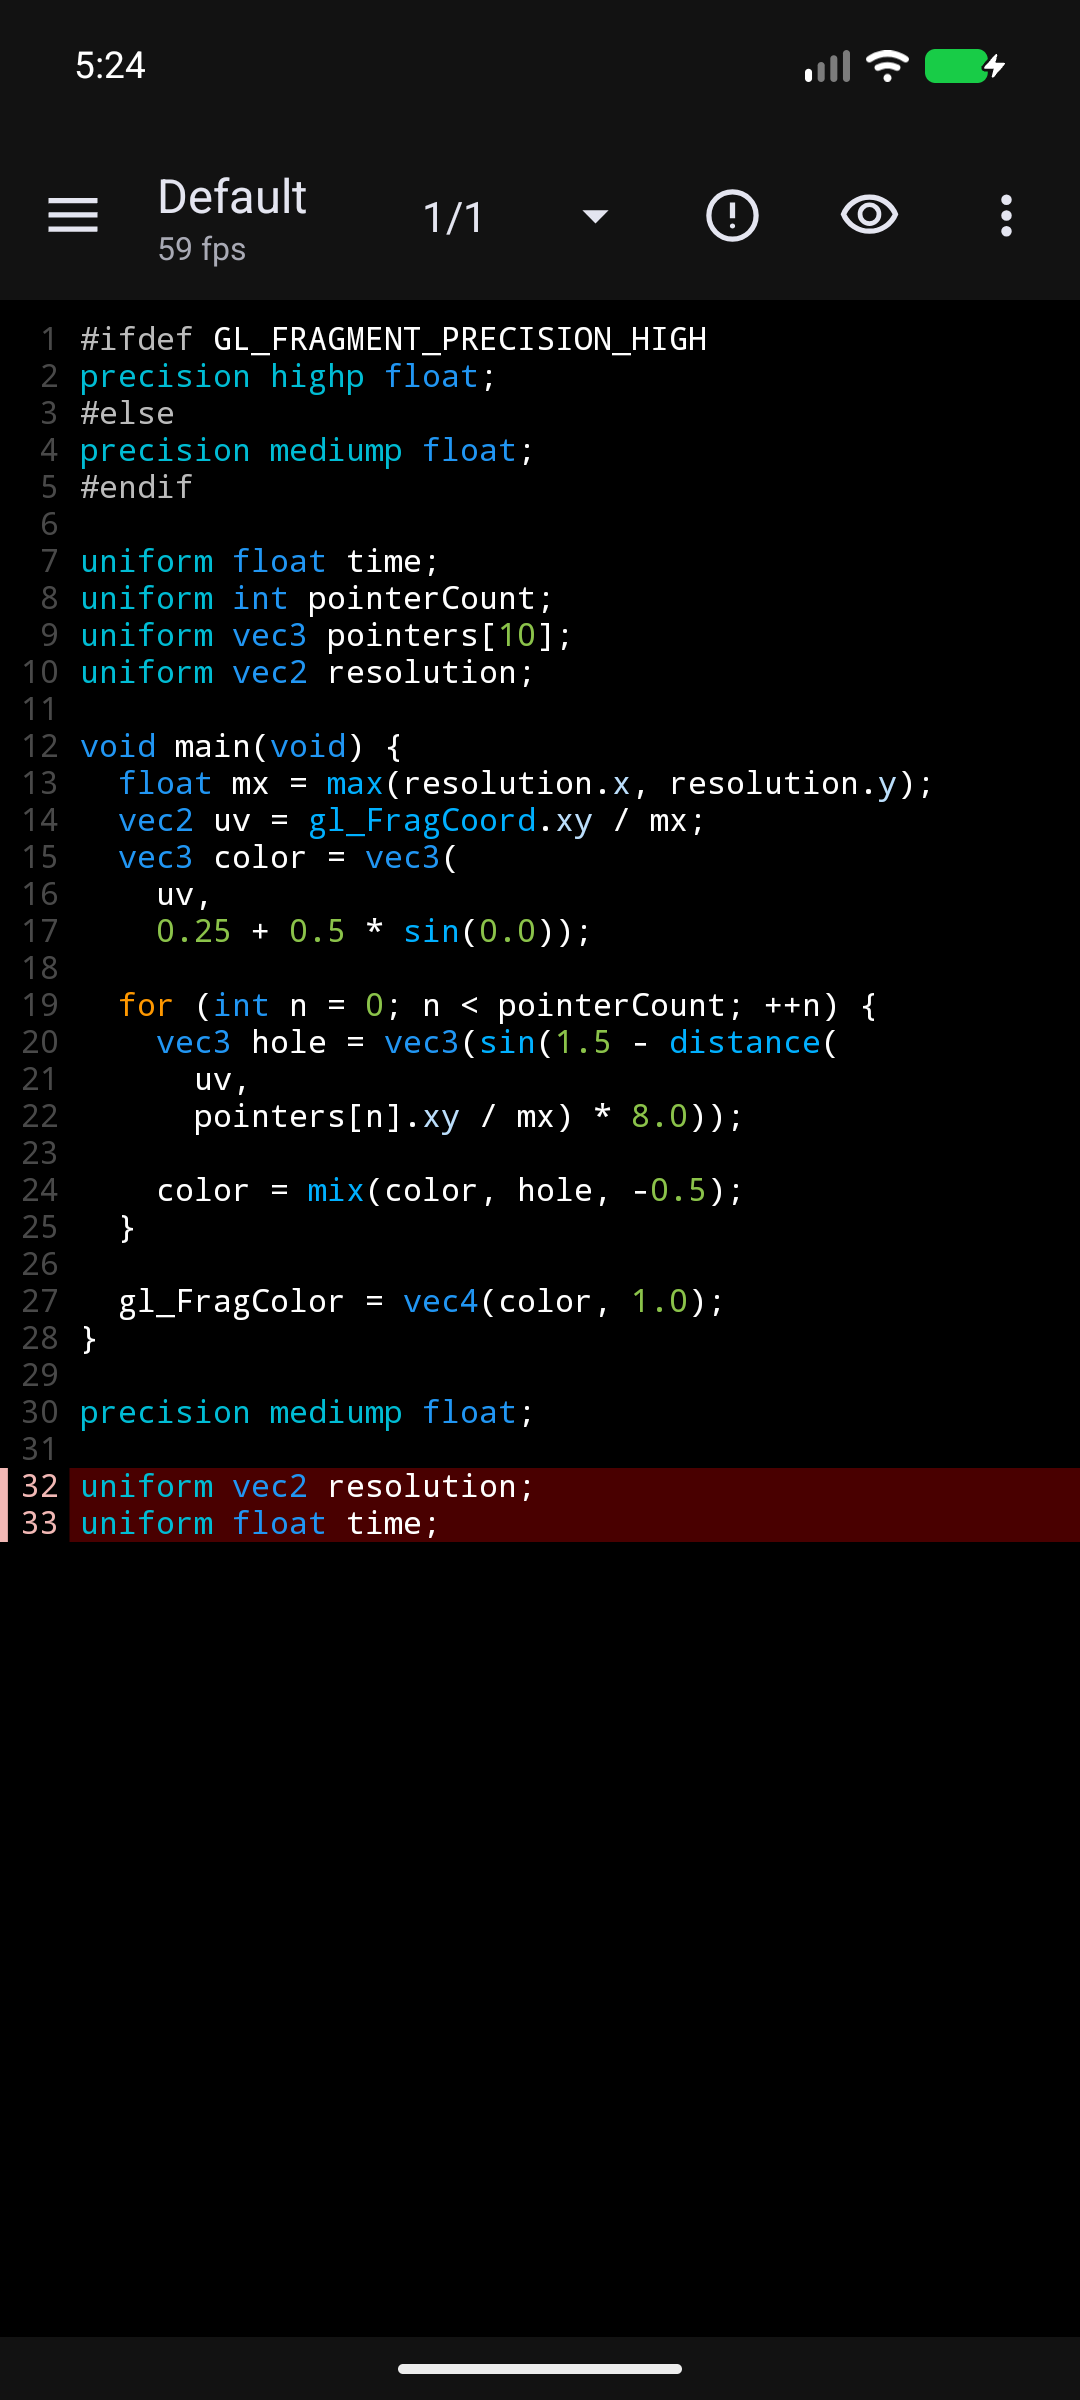 5:24
Default
59 fps
1/1
1 #ifdef GL_FRAGMENT_PRECISION_HIGH
2 precision highp float;
3 #else
4 precision mediump float;
5 #endif
6
7 uniform float time;
8 uniform int pointerCount;
9 uniform vec3 pointers[10];
10 uniform vec2 resolution;
11
12 void main(void) {
13   float mx = max(resolution.x, resolution.y);
14   vec2 uv = gl_FragCoord.xy / mx;
15   vec3 color = vec3(
16     uv,
17     0.25 + 0.5 * sin(0.0));
18
19   for (int n = 0; n < pointerCount; ++n) {
20     vec3 hole = vec3(sin(1.5 - distance(
21       uv,
22       pointers[n].xy / mx) * 8.0));
23
24     color = mix(color, hole, -0.5);
25   }
26
27   gl_FragColor = vec4(color, 1.0);
28 }
29
30 precision mediump float;
31
32 uniform vec2 resolution;
33 uniform float time;